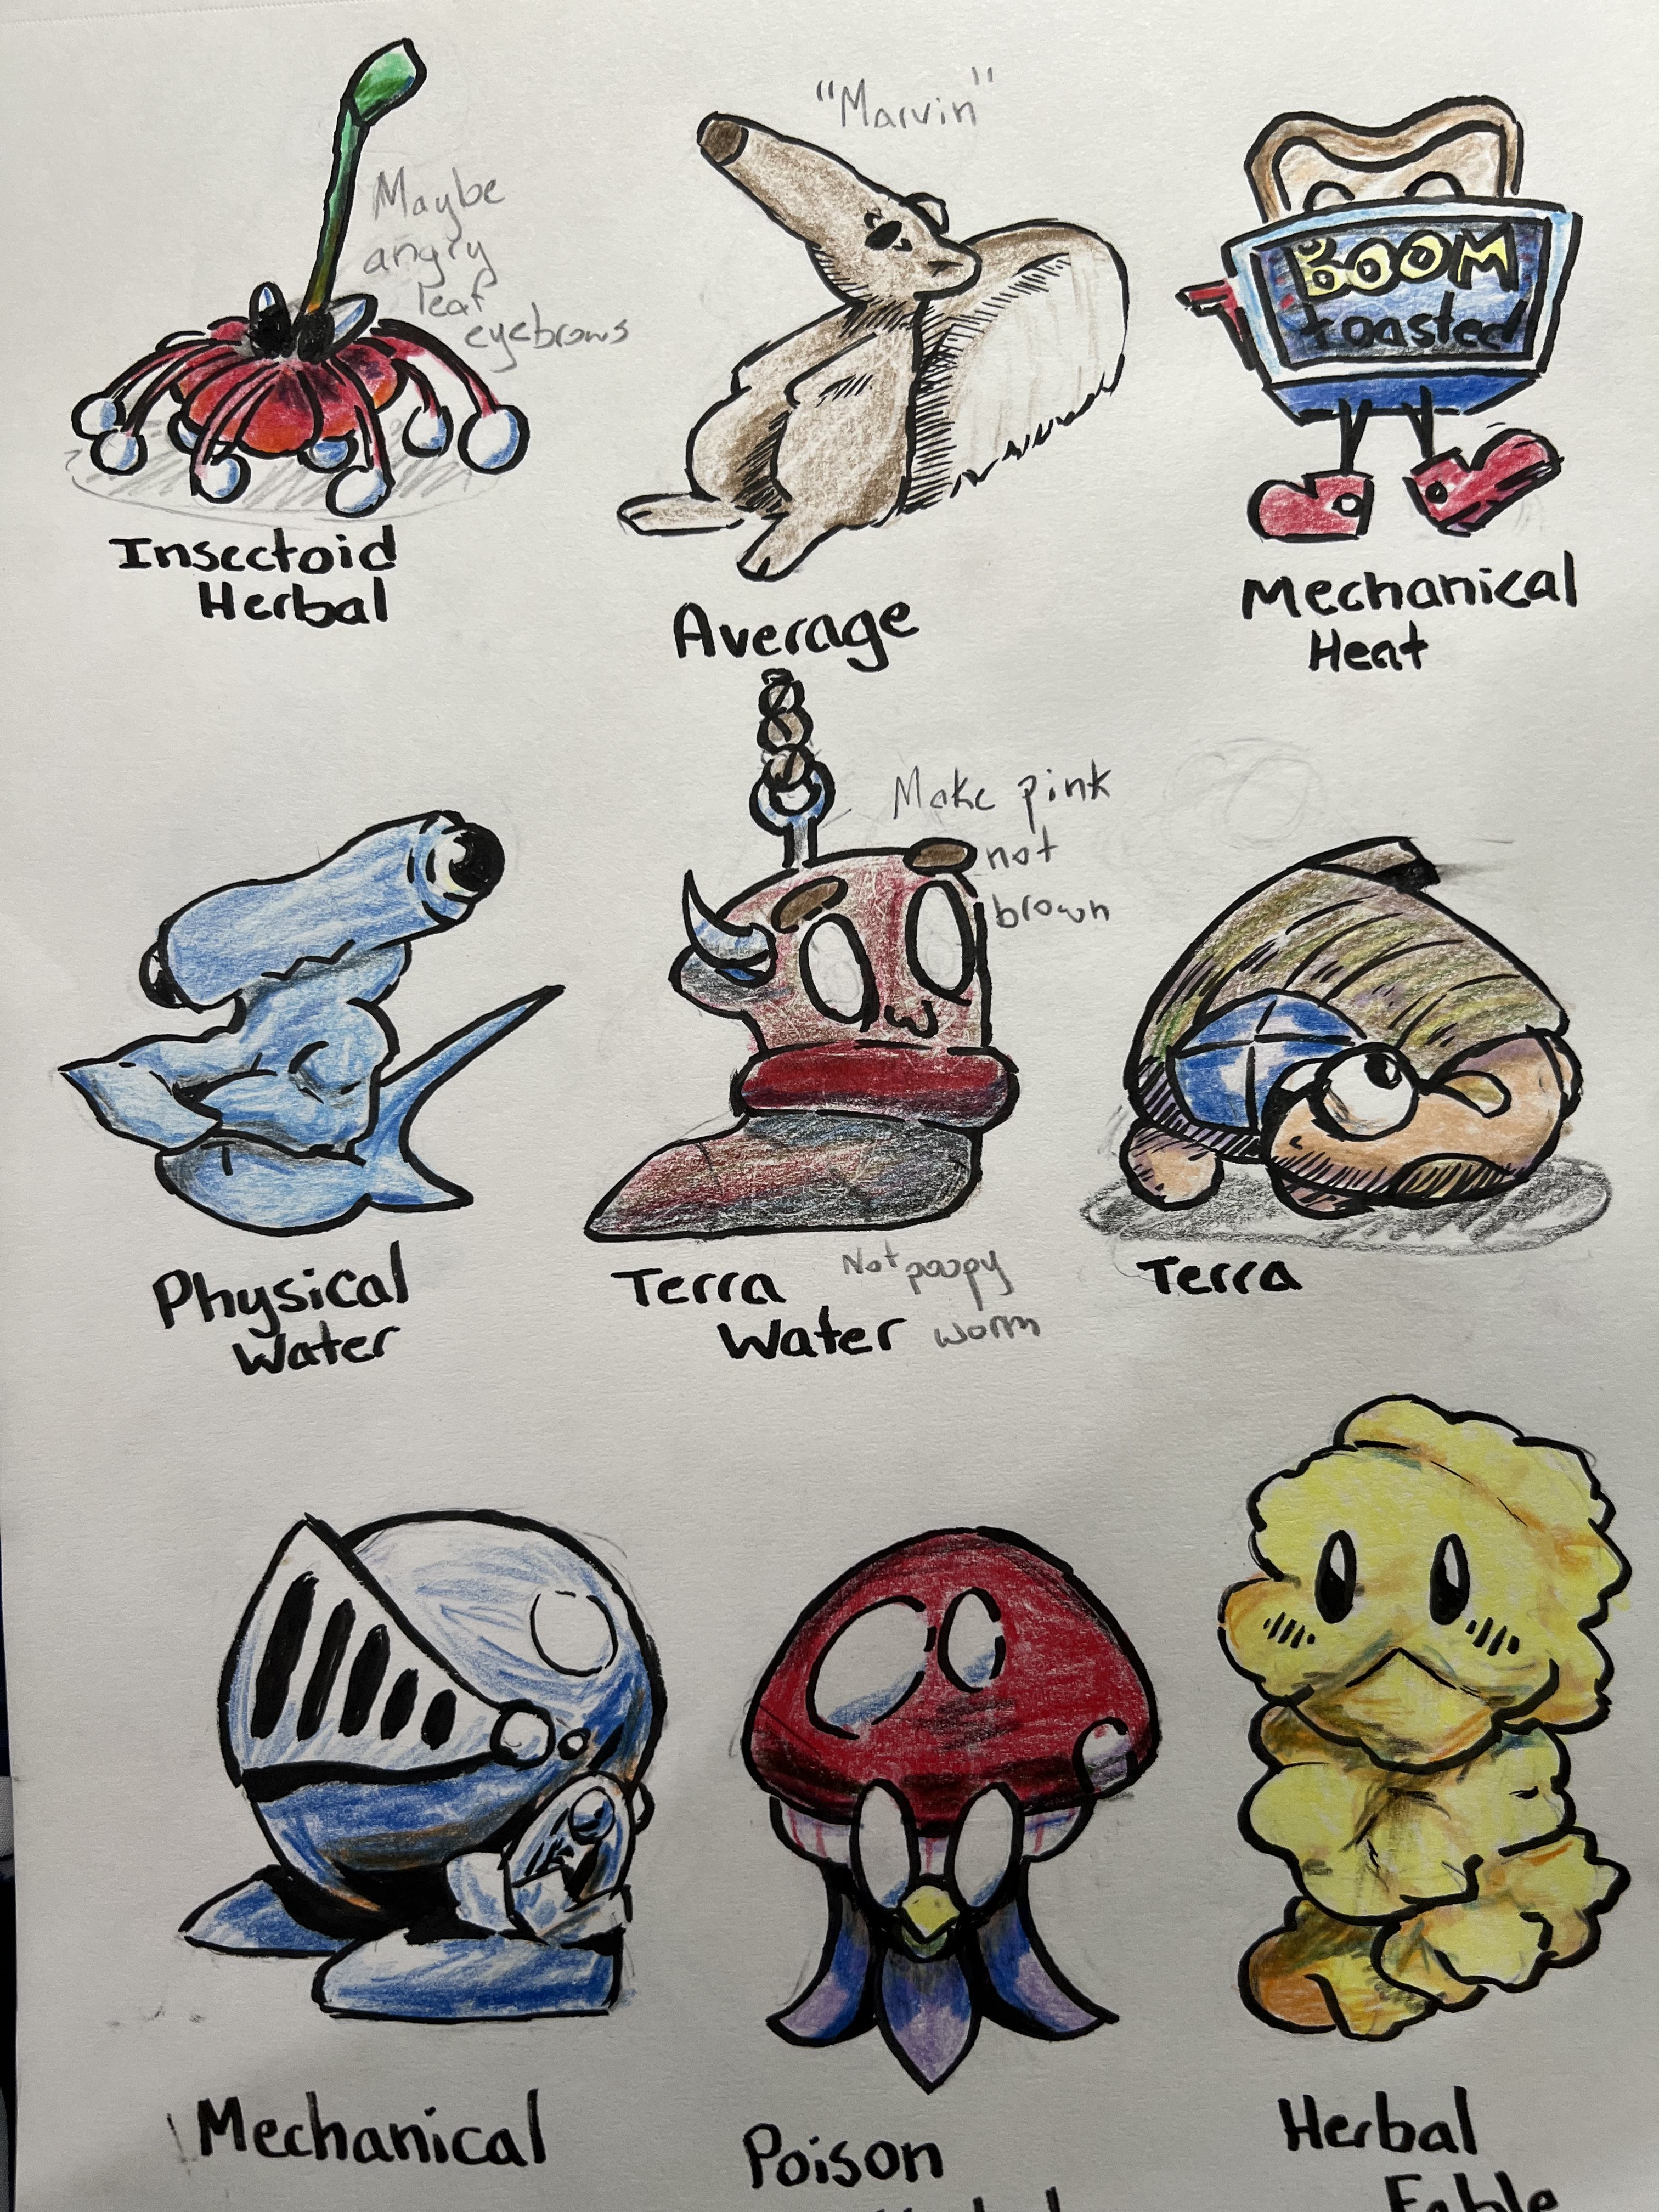 "Marvin"
Maybe
angry
leaf
eyebrows
BOOM
toasted
Insectoid
Herbal
Average
Mechanical
Heat
Make pink
not
brown
Physical
Water
Terra
Water
Not poopy
worm
Terra
Mechanical
Poison
Herbal
Fable